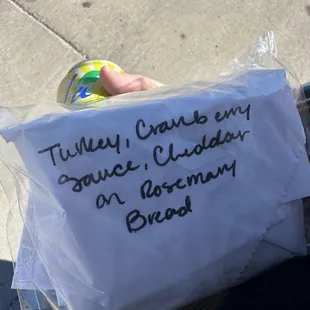 Turkey, Cranberry
Sauce, Cheddar
on Rosemary
Bread